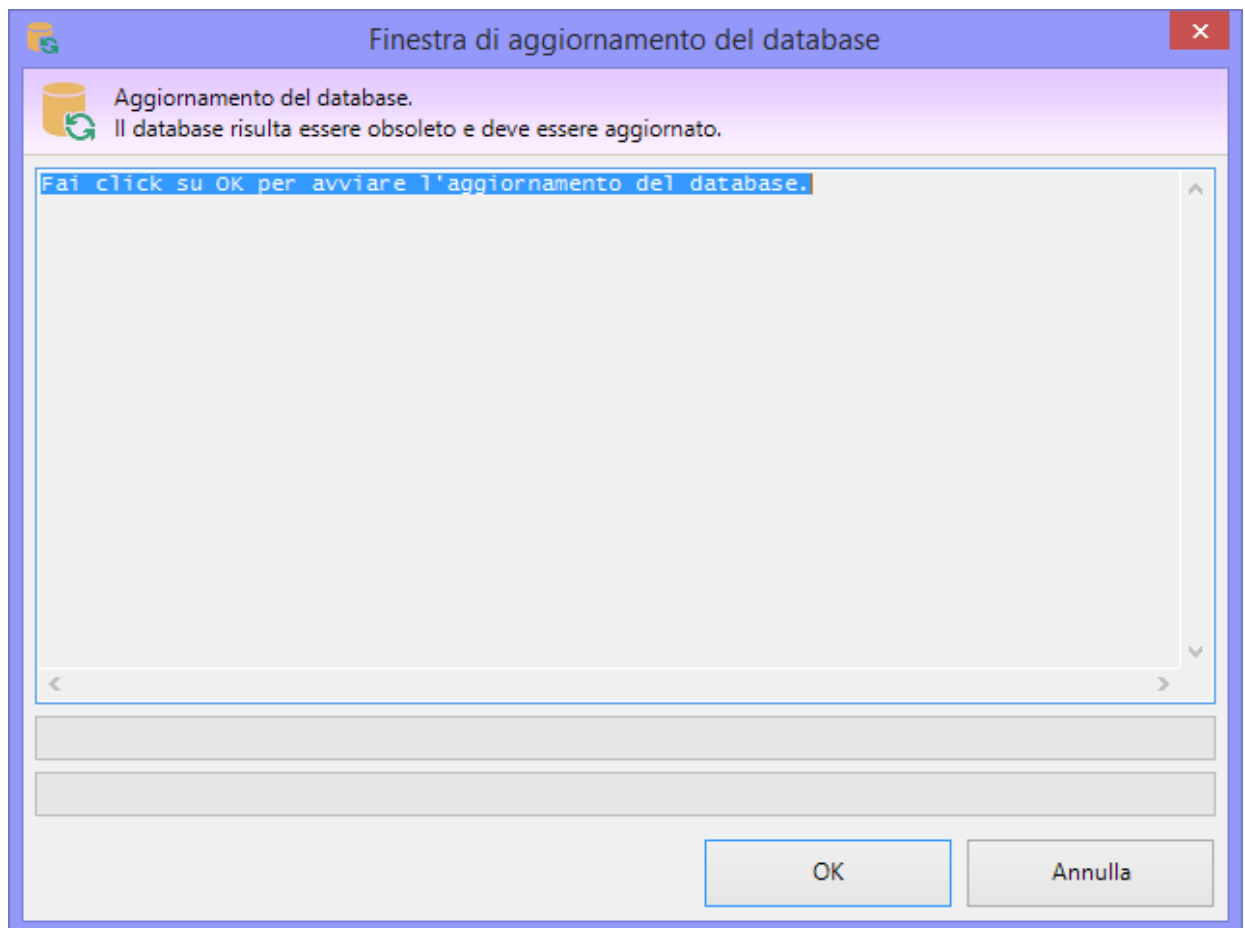 Finestra di aggiornamento del database
Aggiornamento del database.
Il database risulta essere obsoleto e deve essere aggiornato.
Fai click su OK per avviare l'aggiornamento del database.
OK
Annulla